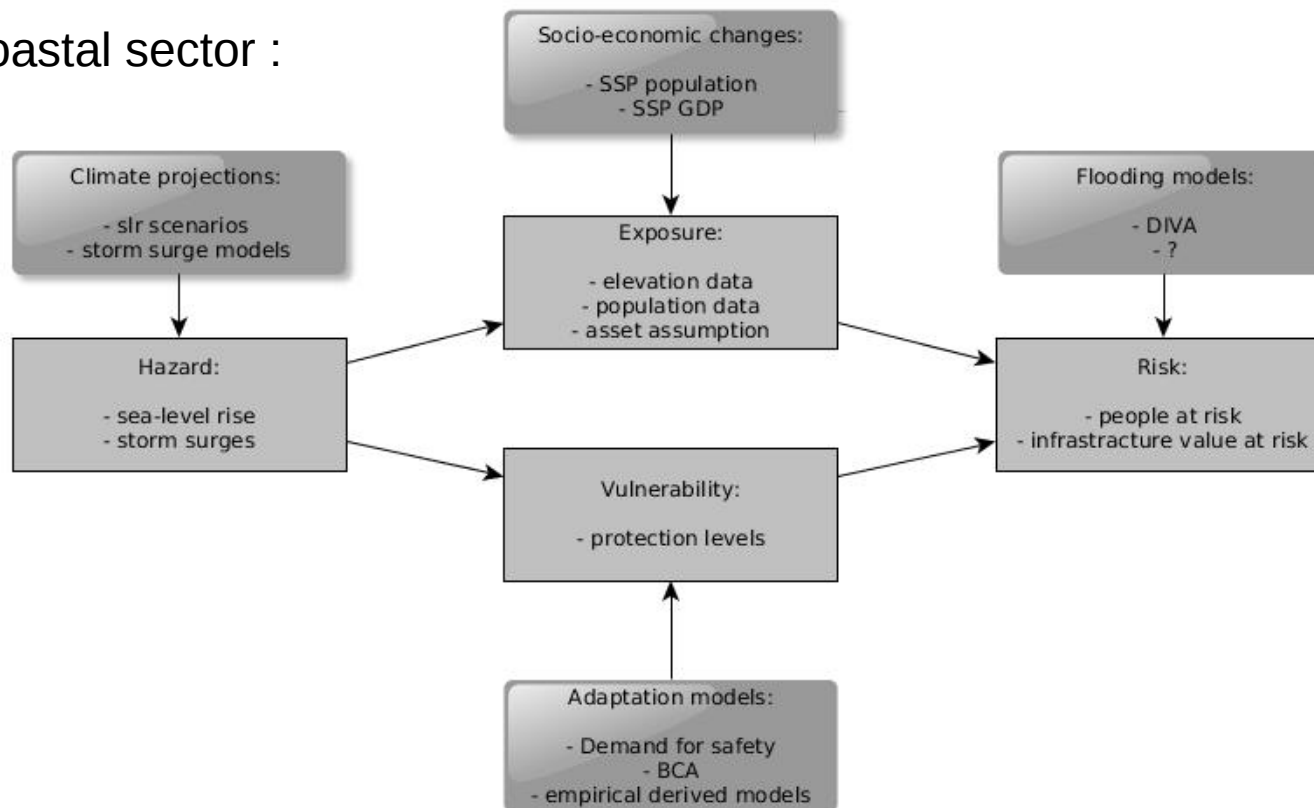 oastal sector :
Socio-economic changes:
- SSP population
- SSP GDP
Climate projections:
- slr scenarios
- storm surge models
Flooding models:
- DIVA
- ?
Exposure:
- elevation data
- population data
- asset assumption
Hazard:
- sea-level rise
- storm surges
Risk:
- people at risk
- infrastracture value at risk
Vulnerability:
- protection levels
Adaptation models:
- Demand for safety
- BCA
- empirical derived models